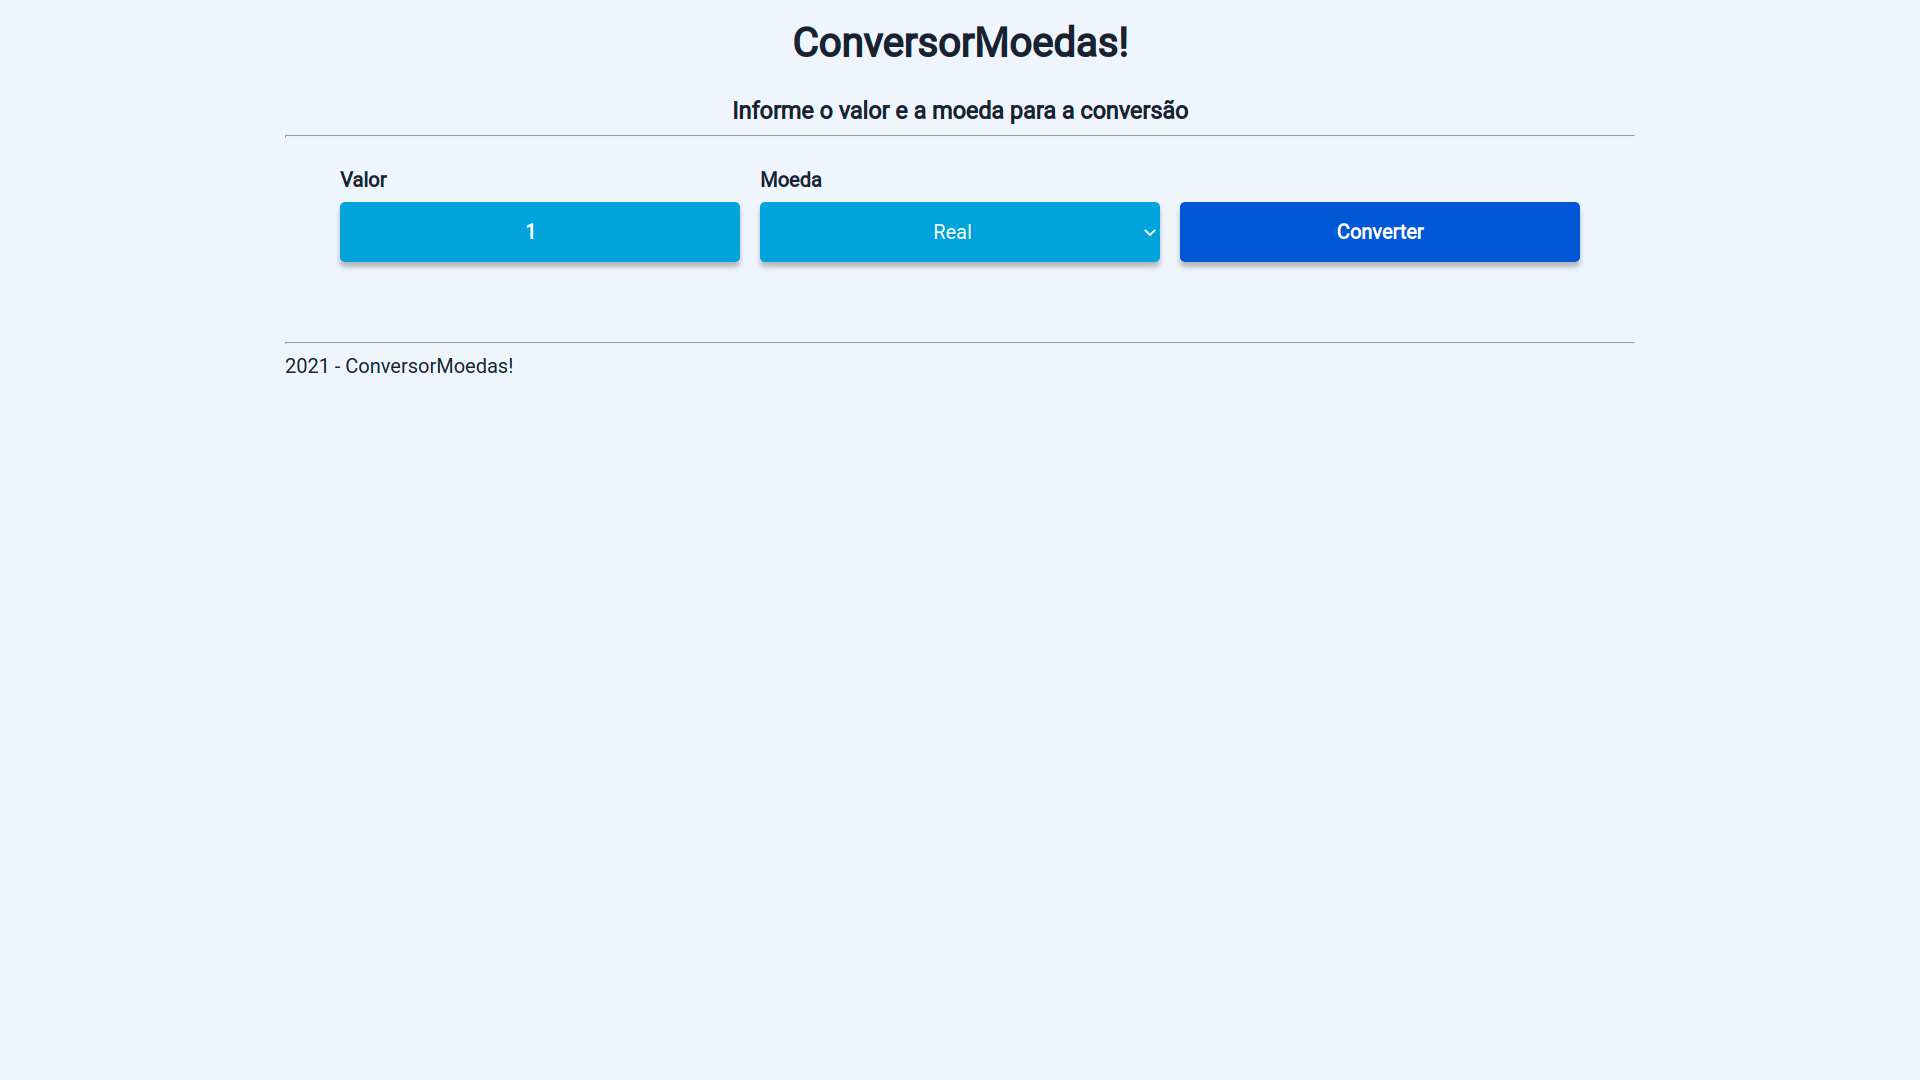 ConversorMoedas!
Informe o valor e a moeda para a conversão
Valor
Moeda
1
Real
Converter
2021 - ConversorMoedas!